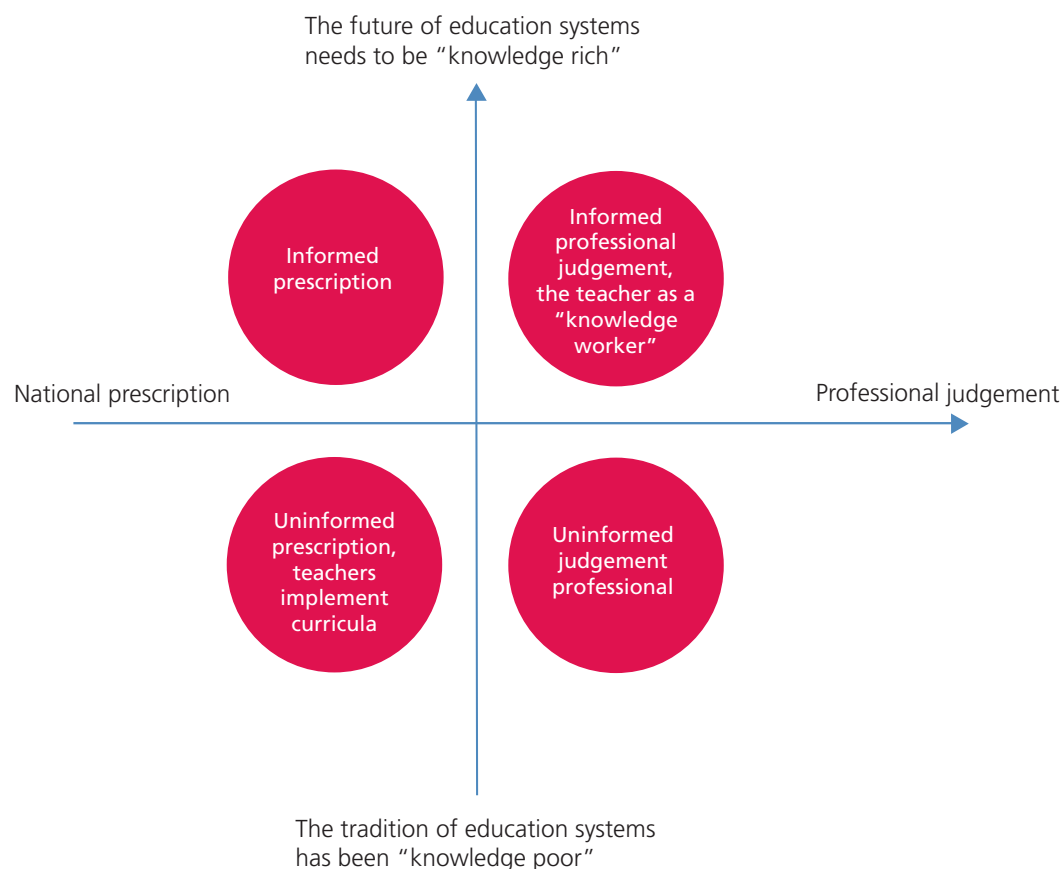 The future of education systems
needs to be “knowledge rich”
Informed
prescription
Informed
professional
judgement,
the teacher as a
“knowledge
worker”
National prescription
Professional judgement
Uninformed
prescription,
teachers
implement
curricula
Uninformed
judgement
professional
The tradition of education systems
has been “knowledge poor”